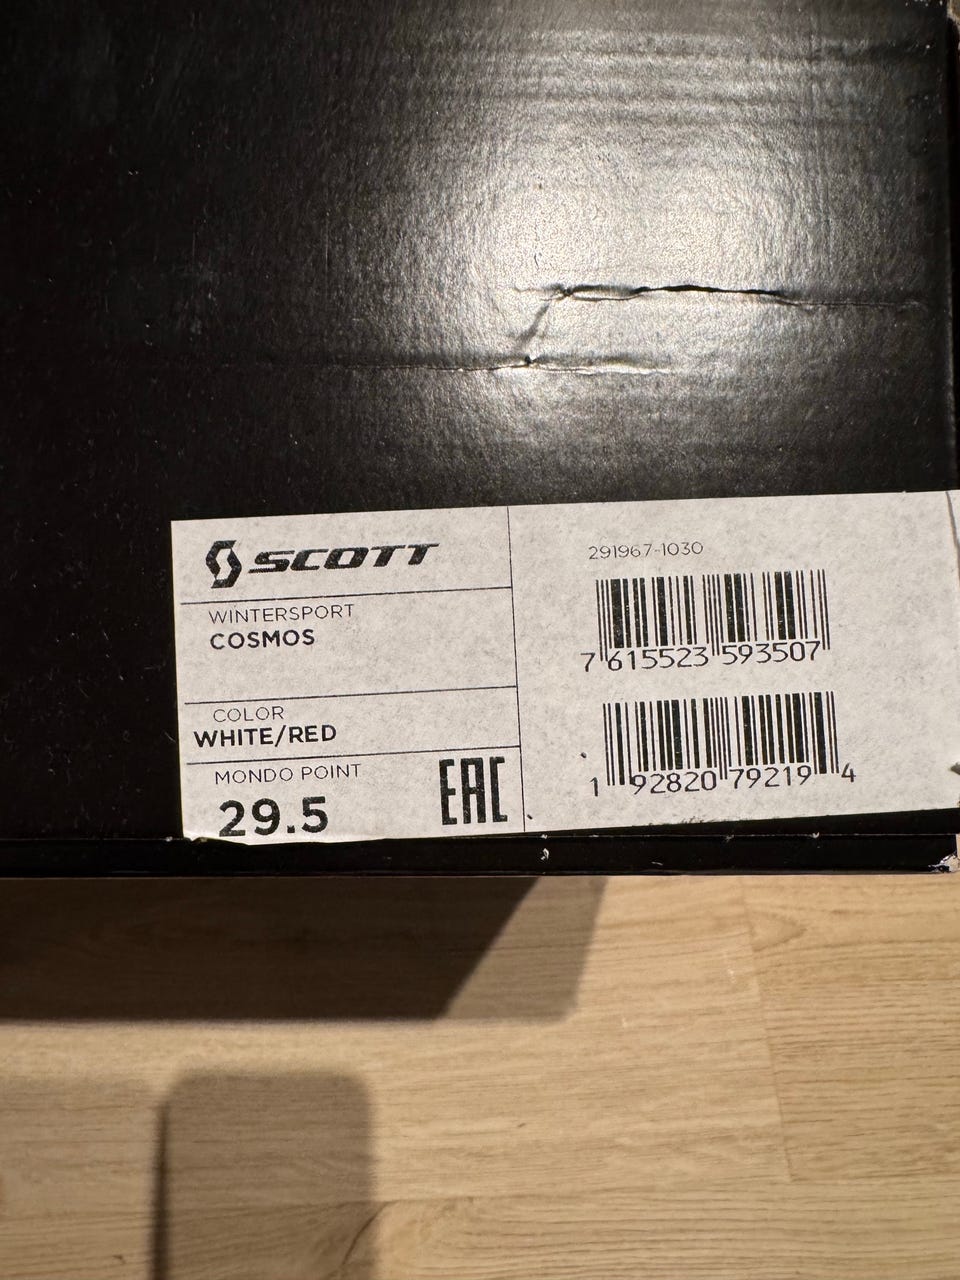 SCOTT
WINTERSPORT
COSMOS
COLOR
WHITE/RED
MONDO POINT
29.5
EAC
291967-1030
7 615523 593507
1 92820 79219 4